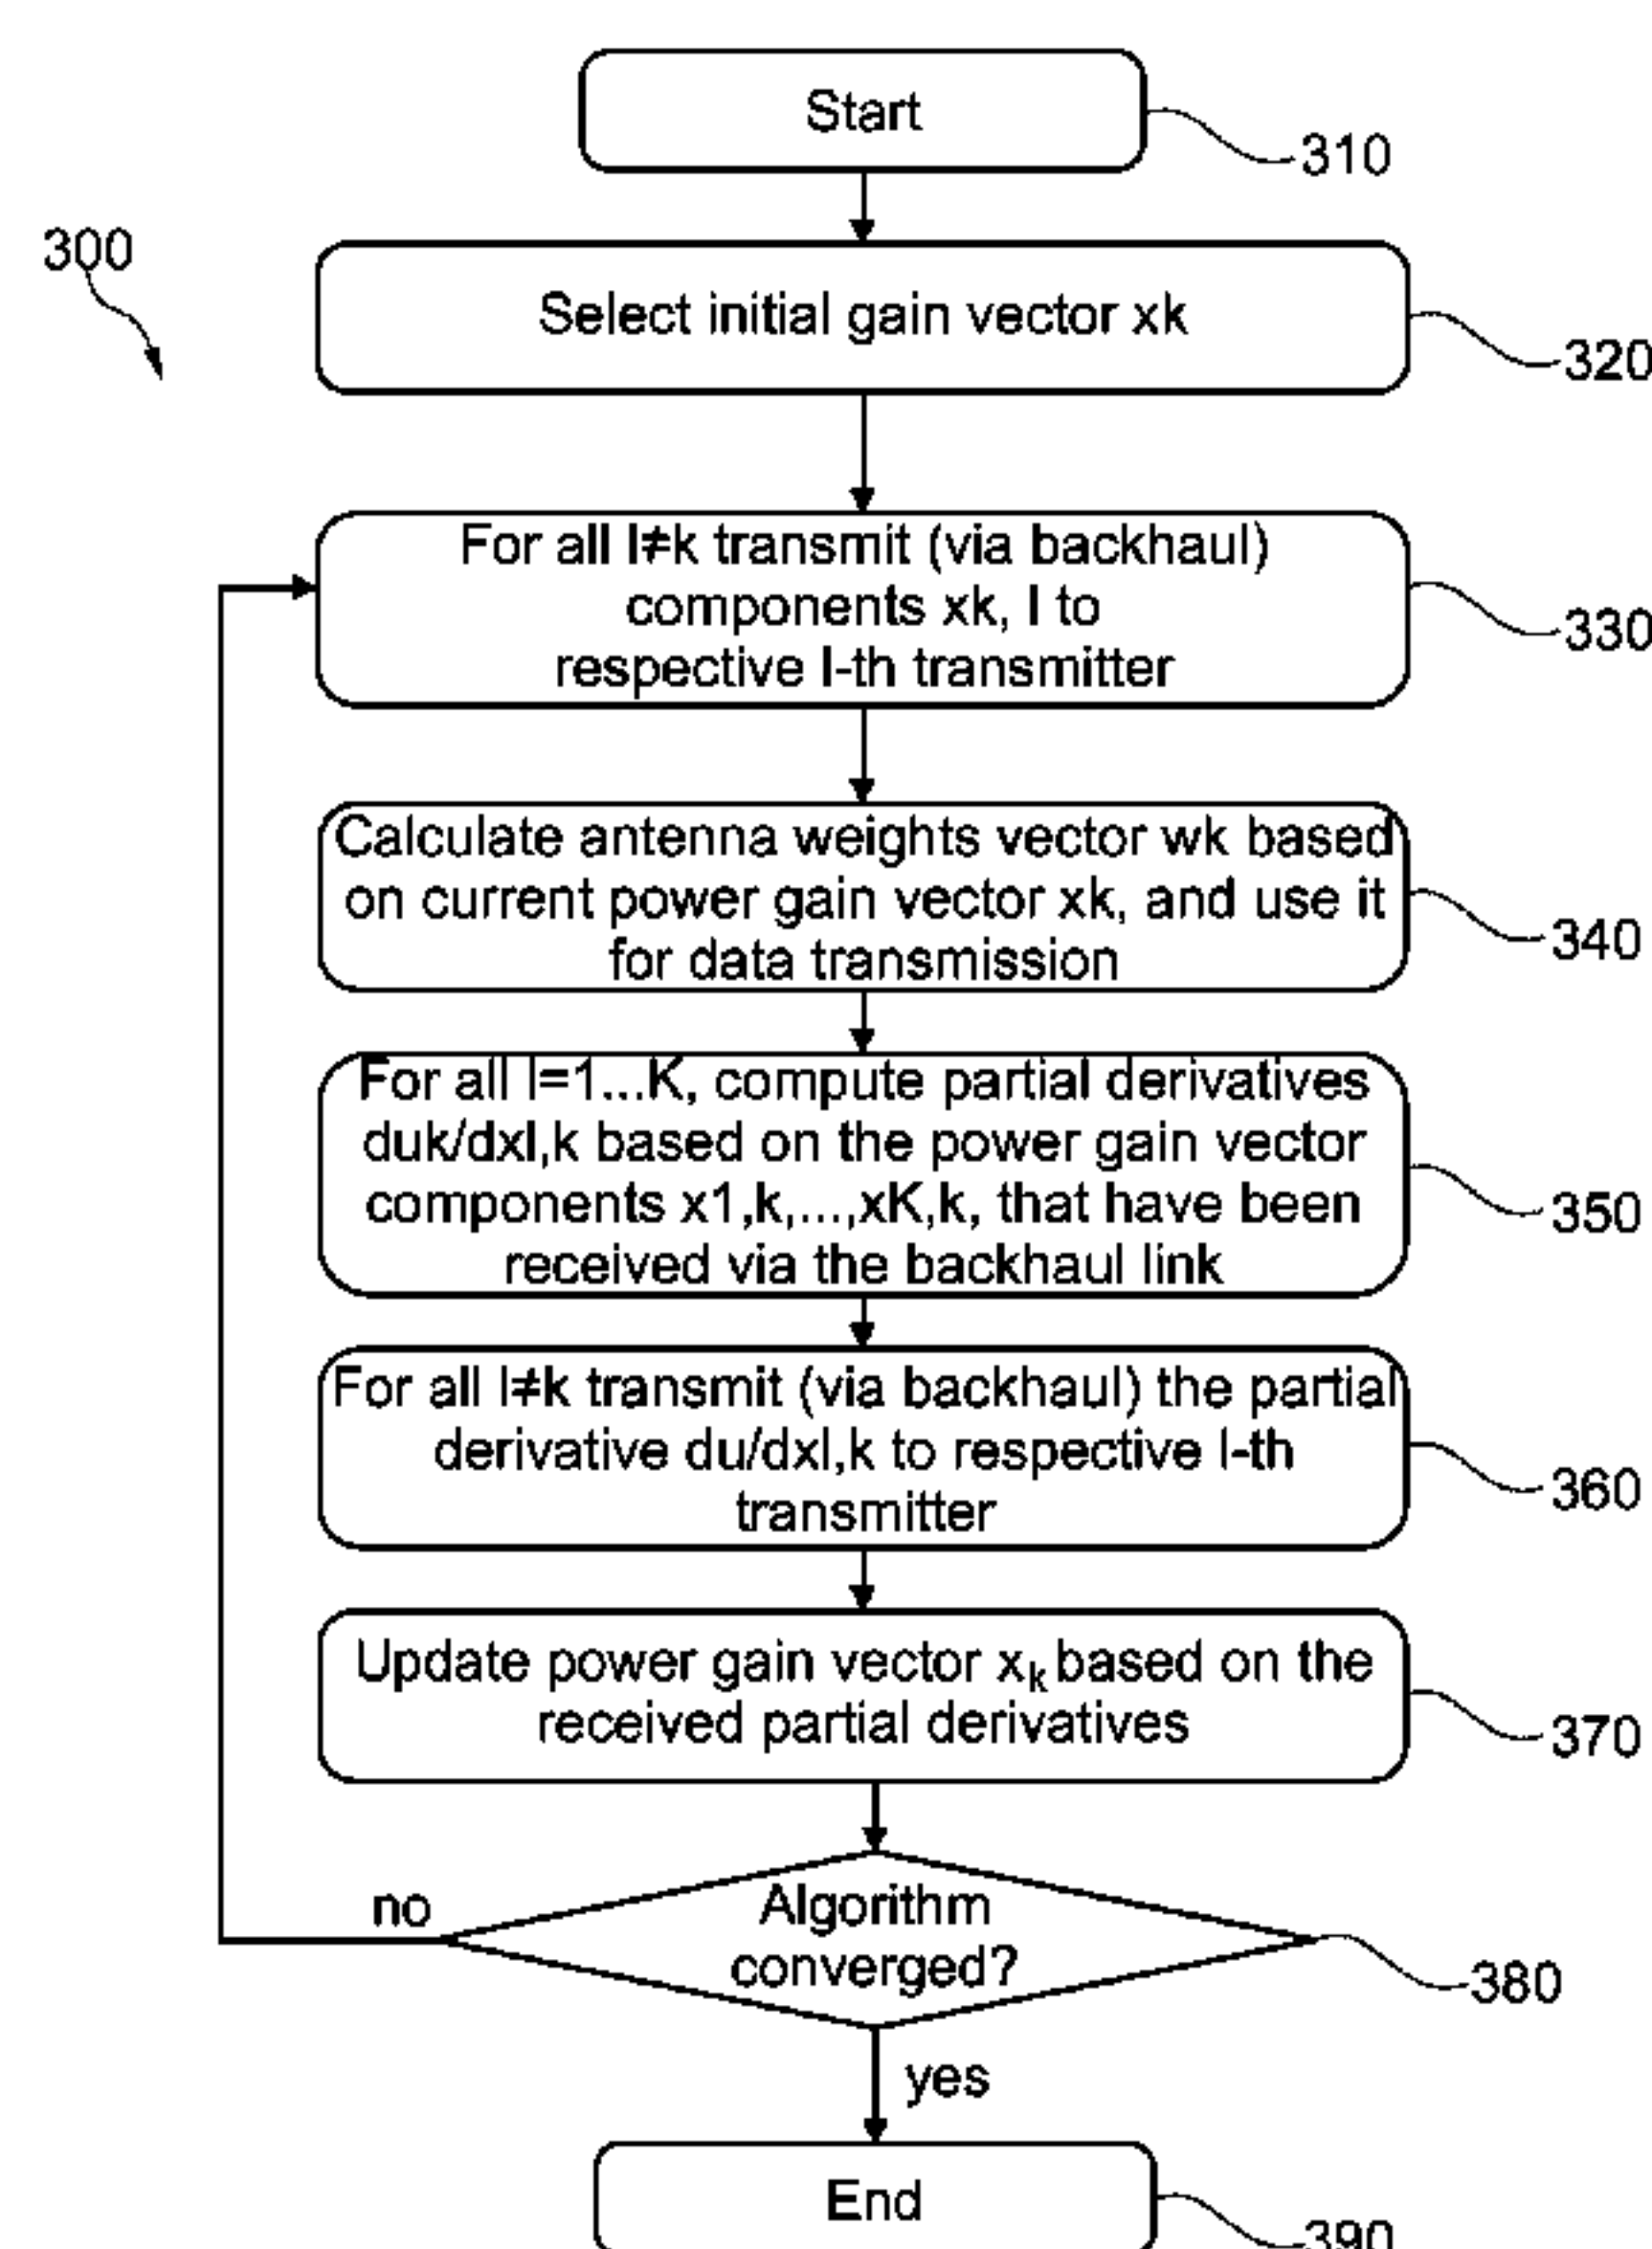 Start
310
300
Select initial gain vector xk
320
For all l≠k transmit (via backhaul)
components xk, l to
respective l-th transmitter
330
Calculate antenna weights vector wk based
on current power gain vector xk, and use it
for data transmission
340
For all l=1...K, compute partial derivatives
duk/dxl,k based on the power gain vector
components x1,k,...,xK,k, that have been
received via the backhaul link
350
For all l≠k transmit (via backhaul) the partial
derivative du/dxl,k to respective l-th
transmitter
360
Update power gain vector xk based on the
received partial derivatives
370
no
Algorithm
converged?
380
yes
End
390